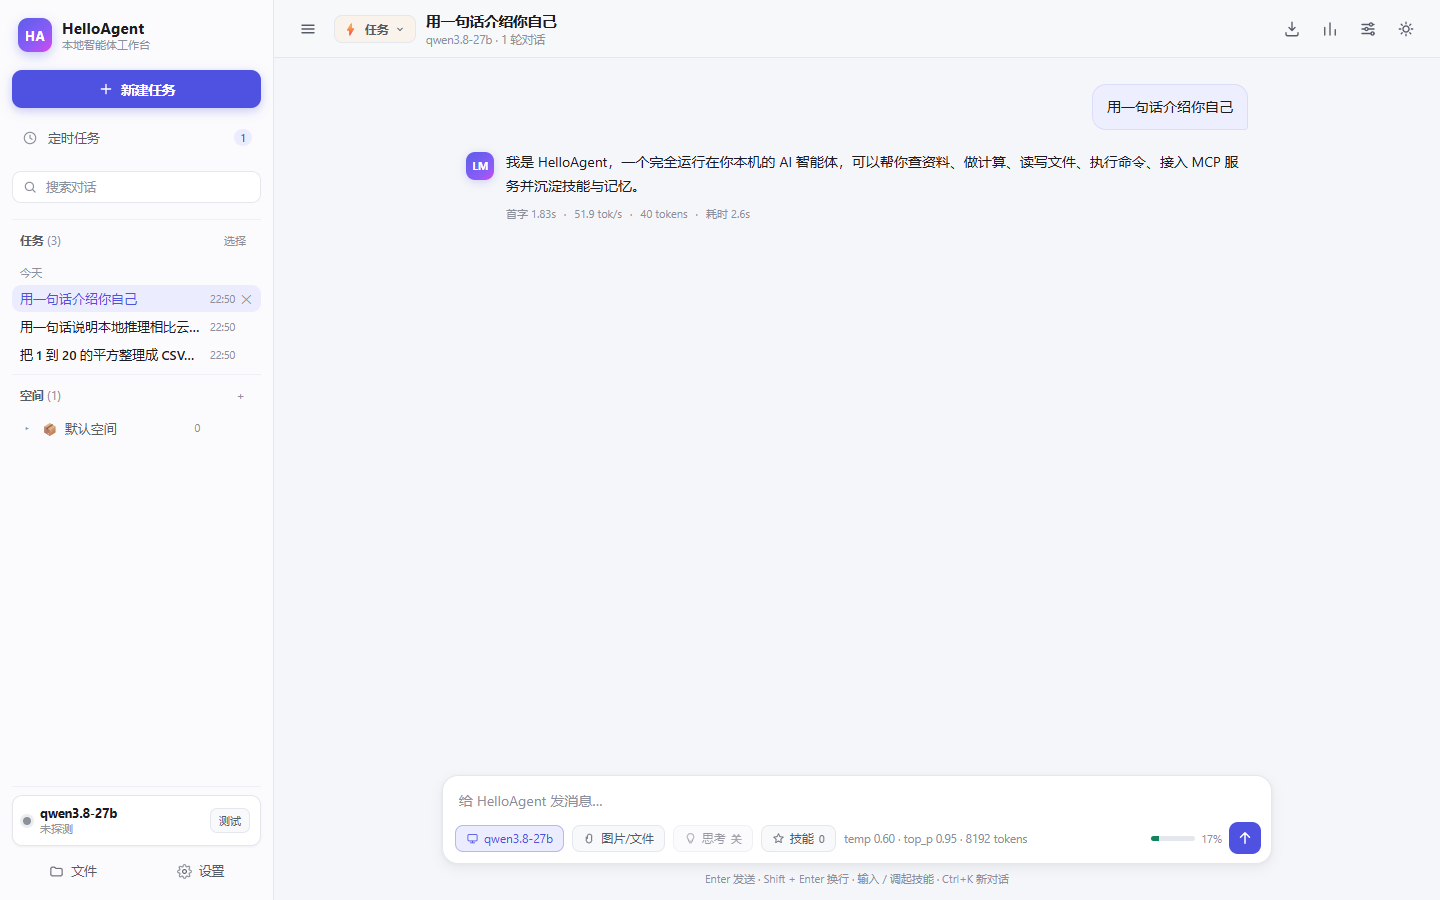 HA
HelloAgent
本地智能体工作台
+ 新建任务
定时任务 1
搜索对话
任务 (3) 选择
今天
用一句话介绍你自己 22:50
用一句话说明本地推理相比云... 22:50
把 1 到 20 的平方整理成 CSV... 22:50
空间 (1) +
默认空间 0
qwen3.8-27b
未探测
测试
文件 设置
任务
用一句话介绍你自己
qwen3.8-27b · 1 轮对话
用一句话介绍你自己
LM
我是 HelloAgent，一个完全运行在你本机的 AI 智能体，可以帮你查资料、做计算、读写文件、执行命令、接入 MCP 服
务并沉淀技能与记忆。
首字 1.83s · 51.9 tok/s · 40 tokens · 耗时 2.6s
给 HelloAgent 发消息...
qwen3.8-27b 图片/文件 思考 关 技能 0 temp 0.60 · top_p 0.95 · 8192 tokens 17%
Enter 发送 · Shift + Enter 换行 · 输入 / 调起技能 · Ctrl+K 新对话